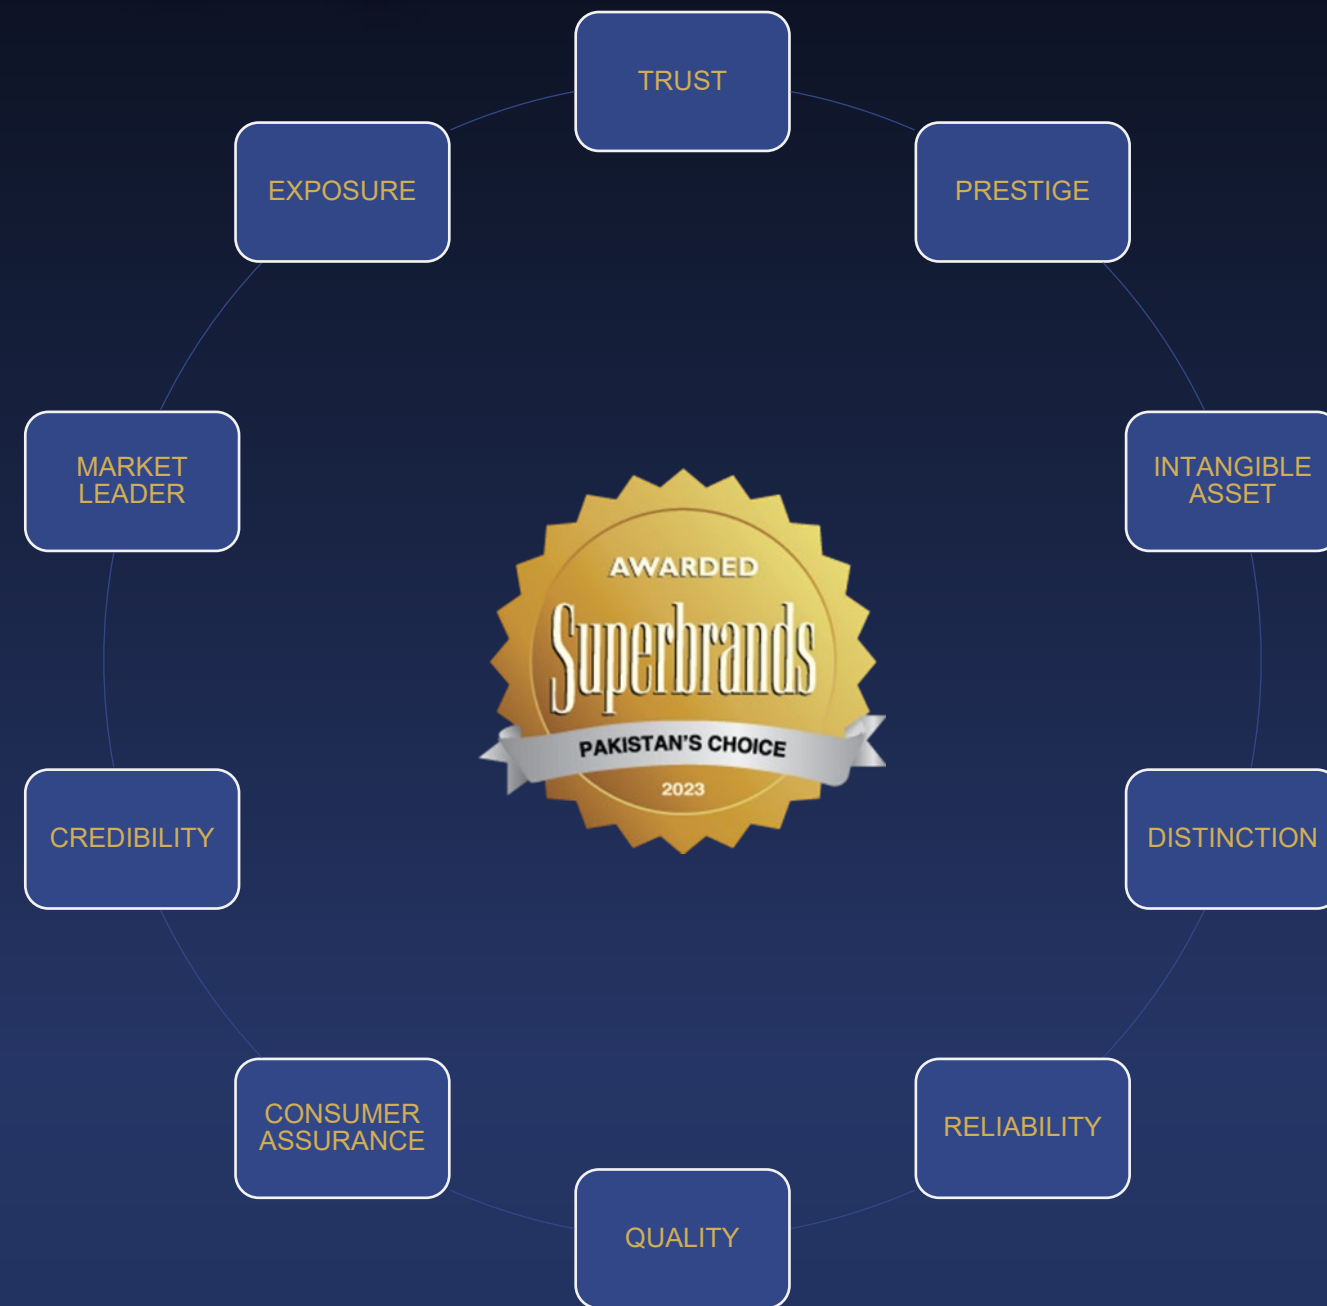 TRUST
EXPOSURE
PRESTIGE
MARKET
LEADER
INTANGIBLE
ASSET
AWARDED
Superbrands
PAKISTAN'S CHOICE
2023
CREDIBILITY
DISTINCTION
CONSUMER
ASSURANCE
RELIABILITY
QUALITY